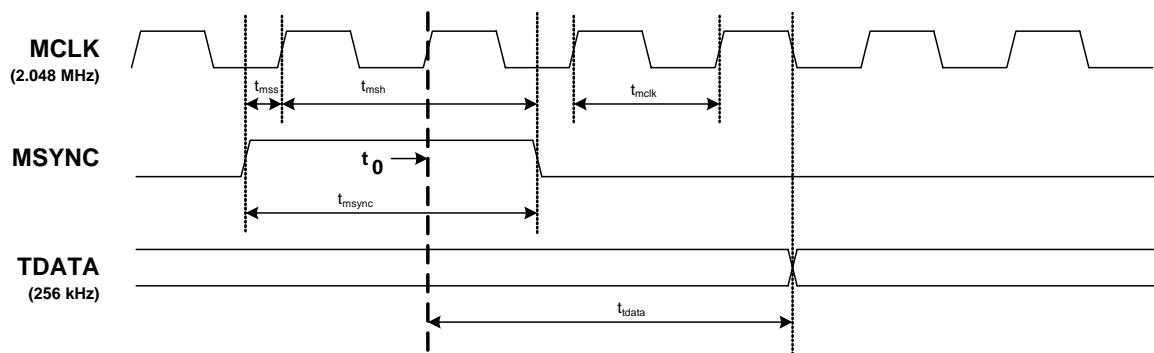 MCLK
(2.048 MHz)
tmss
tmsh
tmclk
MSYNC
t0
tmsync
TDATA
(256 kHz)
ttdata